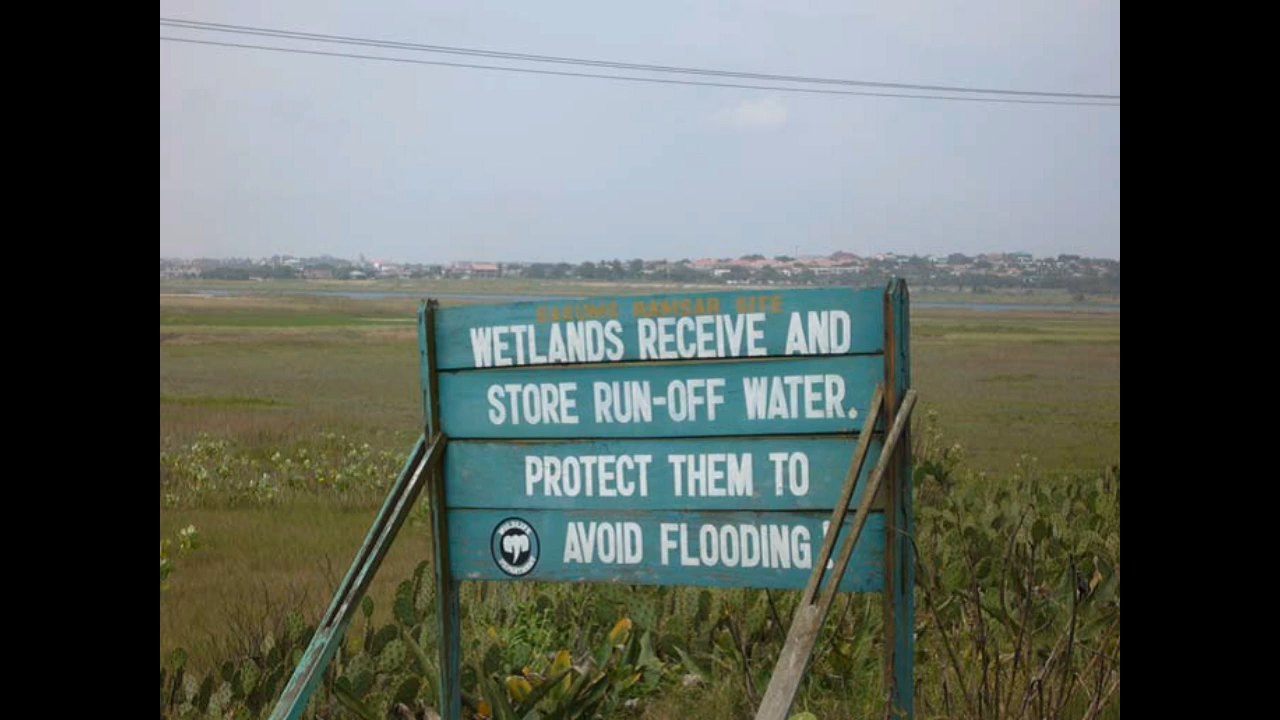 RAMSAR SITE
WETLANDS RECEIVE AND
STORE RUN-OFF WATER.
PROTECT THEM TO
AVOID FLOODING!